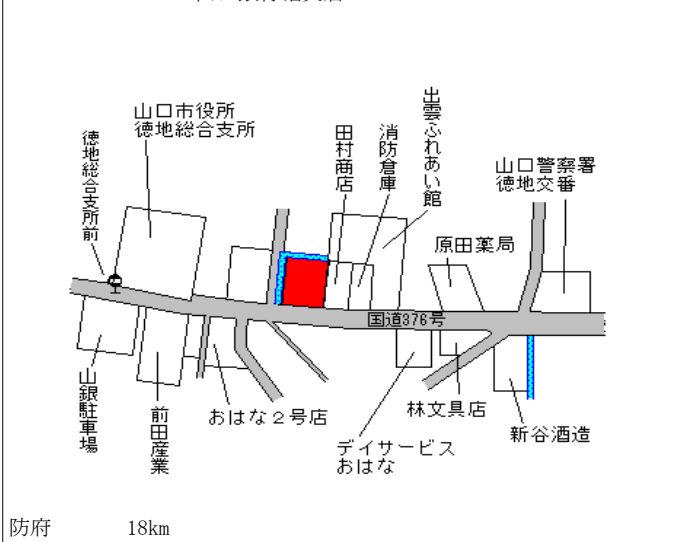 出雲ふれあい館
山口市役所
徳地総合支所
徳地総合支所前
田村商店
消防倉庫
山口警察署
徳地交番
原田薬局
国道376号
山銀駐車場
前田産業
おはな２号店
デイサービス
おはな
林文具店
新谷酒造
防府 18km